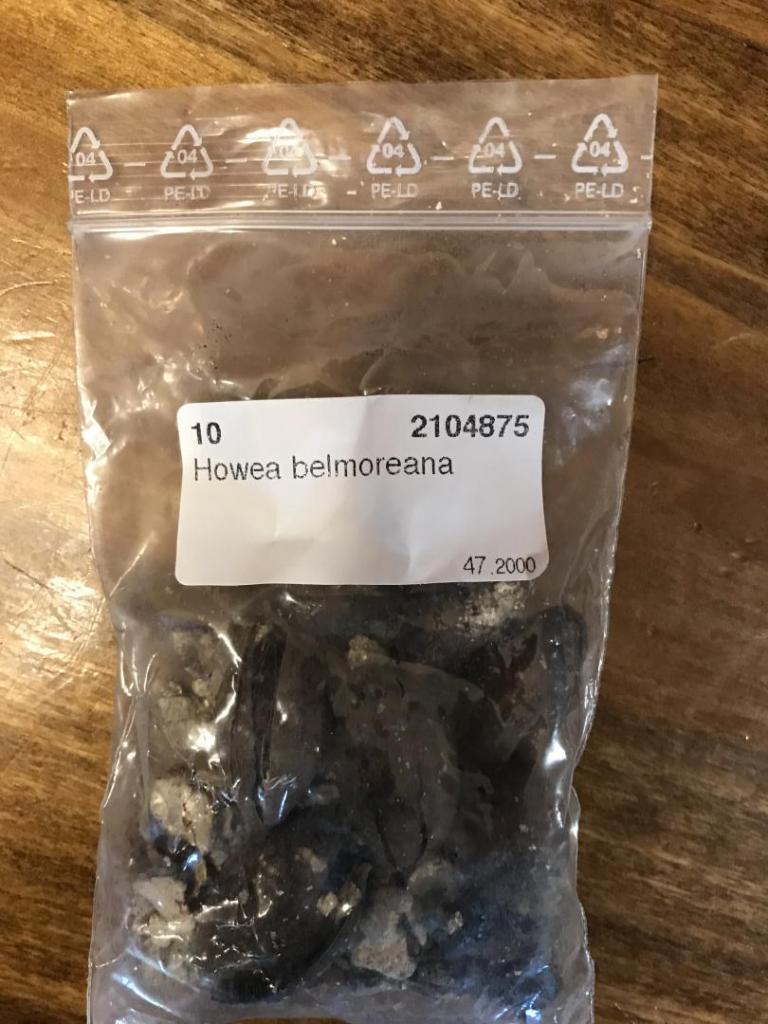 04 – 04 – 04 – 04 – 04 – 04
PE-LD PE-LD PE-LD PE-LD PE-LD PE-LD
10 2104875
Howea belmoreana
47.2000